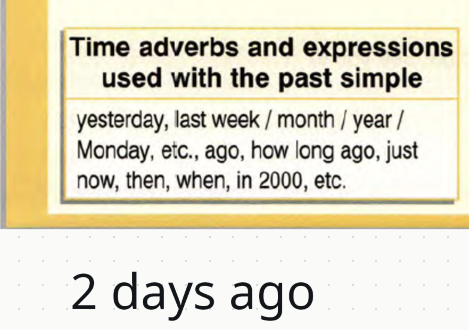 Time adverbs and expressions
used with the past simple
yesterday, last week / month / year /
Monday, etc., ago, how long ago, just
now, then, when, in 2000, etc.
2 days ago